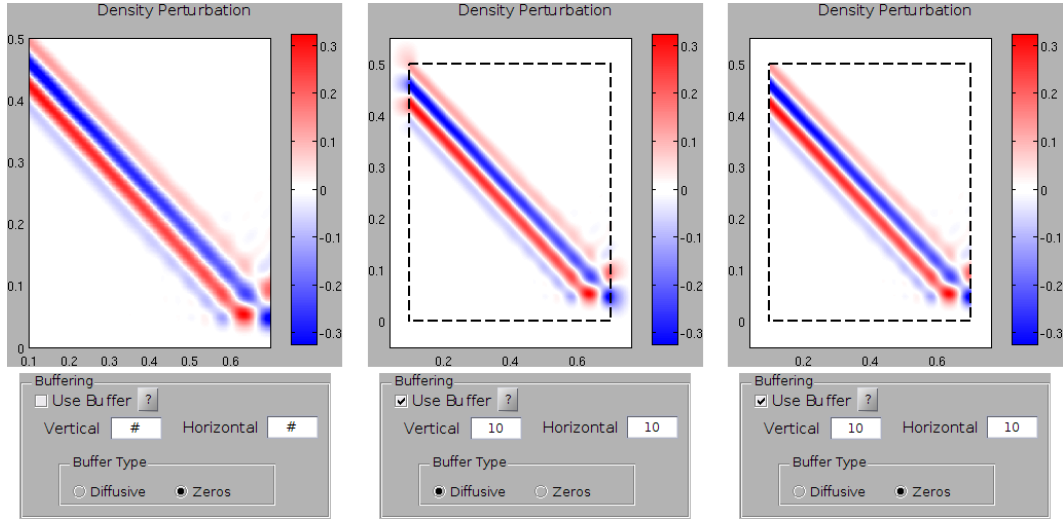 Density Perturbation
0.5
0.4
0.3
0.2
0.1
0
0.1 0.2 0.3 0.4 0.5 0.6
0.3
0.2
0.1
0
-0.1
-0.2
-0.3
Buffering
Use Buffer ?
Vertical # Horizontal #
Buffer Type
Diffusive Zeros
Density Perturbation
0.5
0.4
0.3
0.2
0.1
0
0.2 0.4 0.6
0.3
0.2
0.1
0
-0.1
-0.2
-0.3
Buffering
Use Buffer ?
Vertical 10 Horizontal 10
Buffer Type
Diffusive Zeros
Density Perturbation
0.5
0.4
0.3
0.2
0.1
0
0.2 0.4 0.6
0.3
0.2
0.1
0
-0.1
-0.2
-0.3
Buffering
Use Buffer ?
Vertical 10 Horizontal 10
Buffer Type
Diffusive Zeros